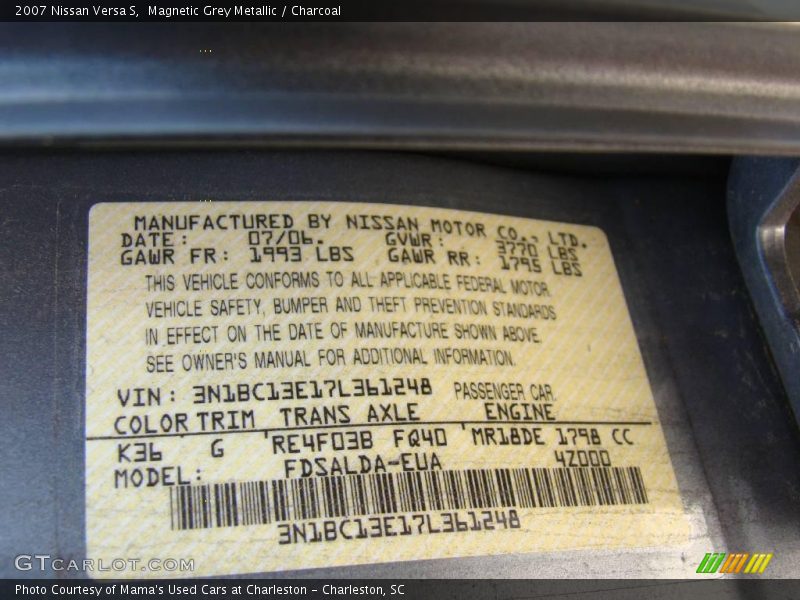 2007 Nissan Versa S,  Magnetic Grey Metallic / Charcoal
MANUFACTURED BY NISSAN MOTOR CO., LTD.
DATE: 07/06. GVWR: 3770 LBS
GAWR FR: 1993 LBS GAWR RR: 1795 LBS
THIS VEHICLE CONFORMS TO ALL APPLICABLE FEDERAL MOTOR
VEHICLE SAFETY, BUMPER AND THEFT PREVENTION STANDARDS
IN EFFECT ON THE DATE OF MANUFACTURE SHOWN ABOVE.
SEE OWNER'S MANUAL FOR ADDITIONAL INFORMATION.
VIN: 3N1BC13E17L361248 PASSENGER CAR.
COLOR TRIM TRANS AXLE ENGINE
K36 G RE4F03B FQ40 MR18DE 1798 CC
MODEL: FDSALDA-EUA 4Z000
3N1BC13E17L361248
GTCARLOT.COM
Photo Courtesy of Mama's Used Cars at Charleston – Charleston, SC